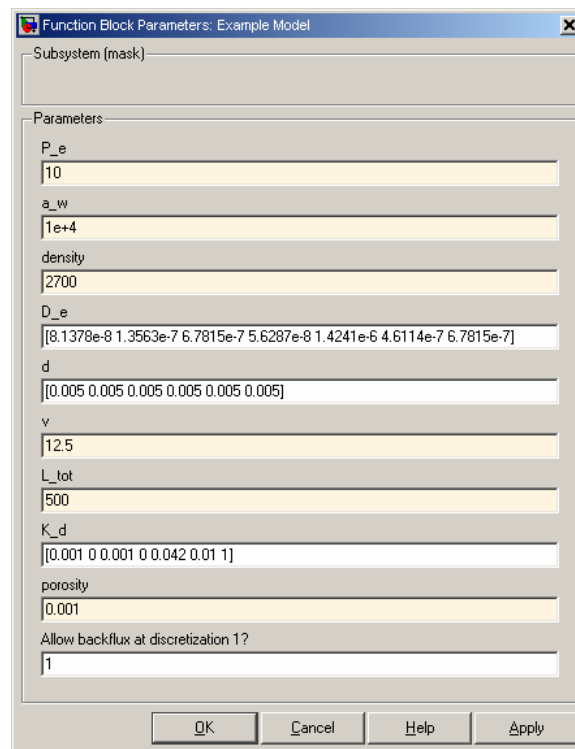 Function Block Parameters: Example Model
Subsystem (mask)
Parameters
P_e
10
a_w
1e+4
density
2700
D_e
[8.1378e-8 1.3563e-7 6.7815e-7 5.6287e-8 1.4241e-6 4.6114e-7 6.7815e-7]
d
[0.005 0.005 0.005 0.005 0.005 0.005]
v
12.5
L_tot
500
K_d
[0.001 0 0.001 0 0.042 0.01 1]
porosity
0.001
Allow backflux at discretization 1?
1
OK Cancel Help Apply